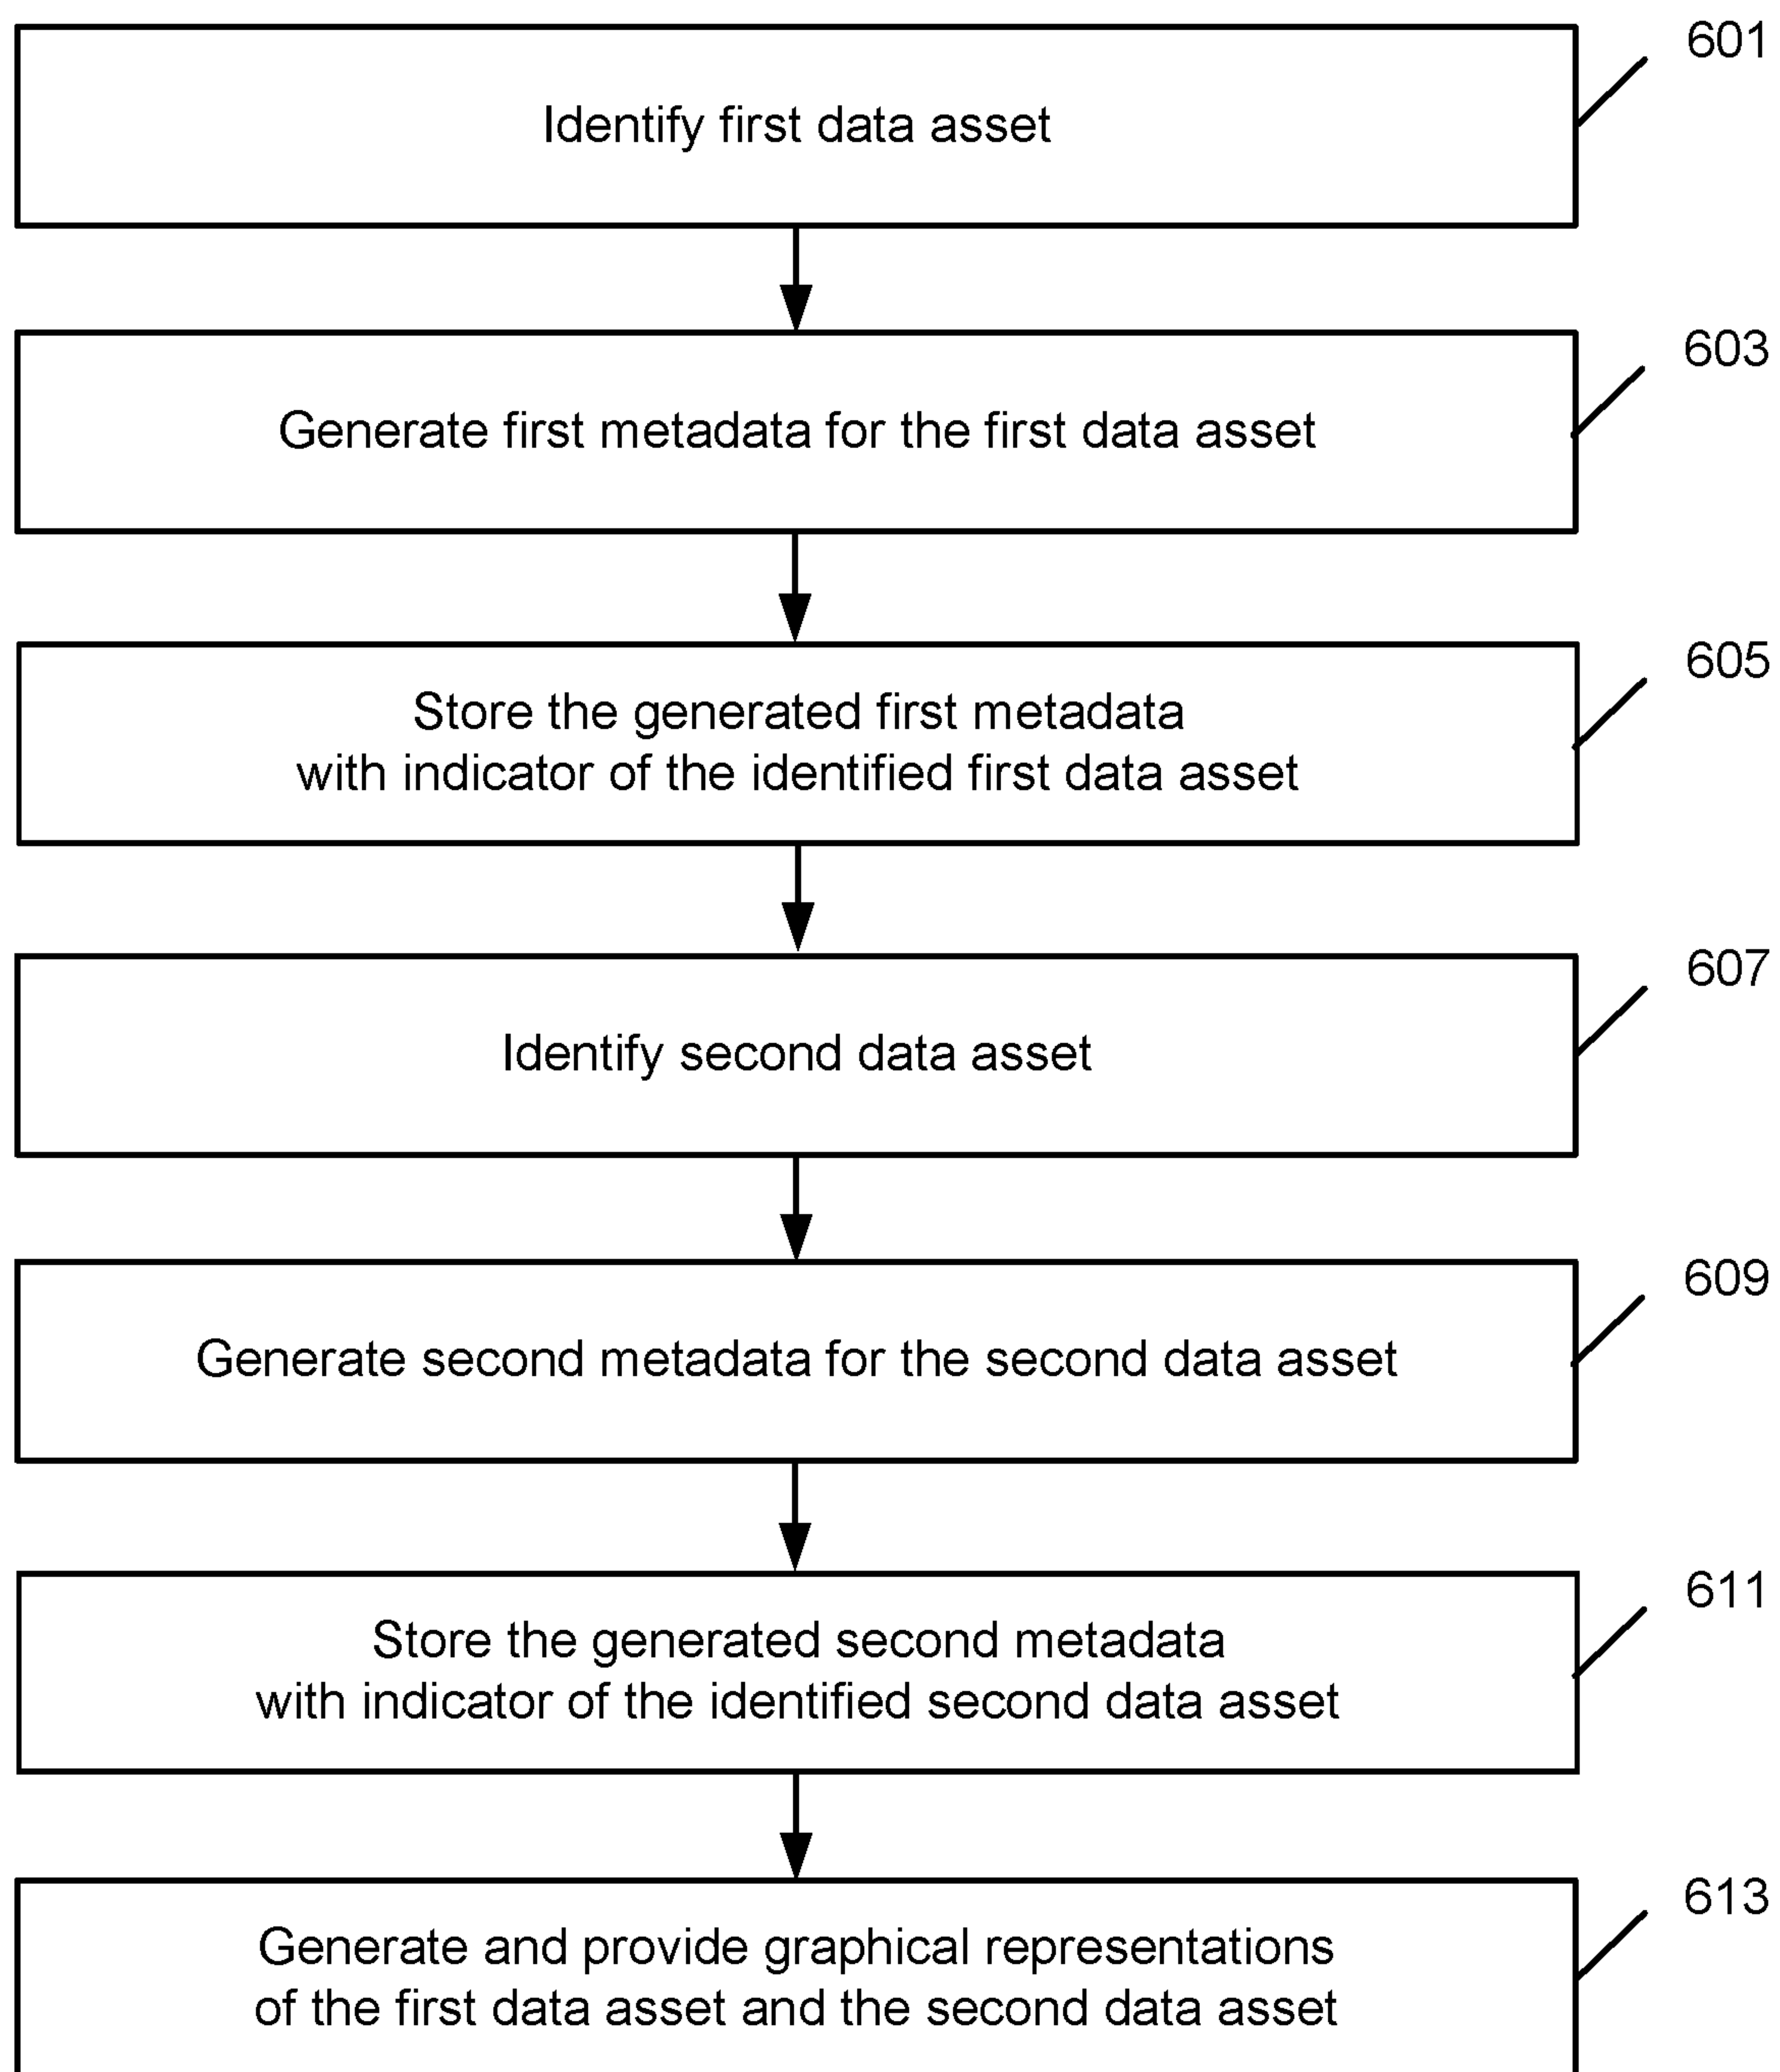 601
Identify first data asset
603
Generate first metadata for the first data asset
605
Store the generated first metadata
with indicator of the identified first data asset
607
Identify second data asset
609
Generate second metadata for the second data asset
611
Store the generated second metadata
with indicator of the identified second data asset
613
Generate and provide graphical representations
of the first data asset and the second data asset